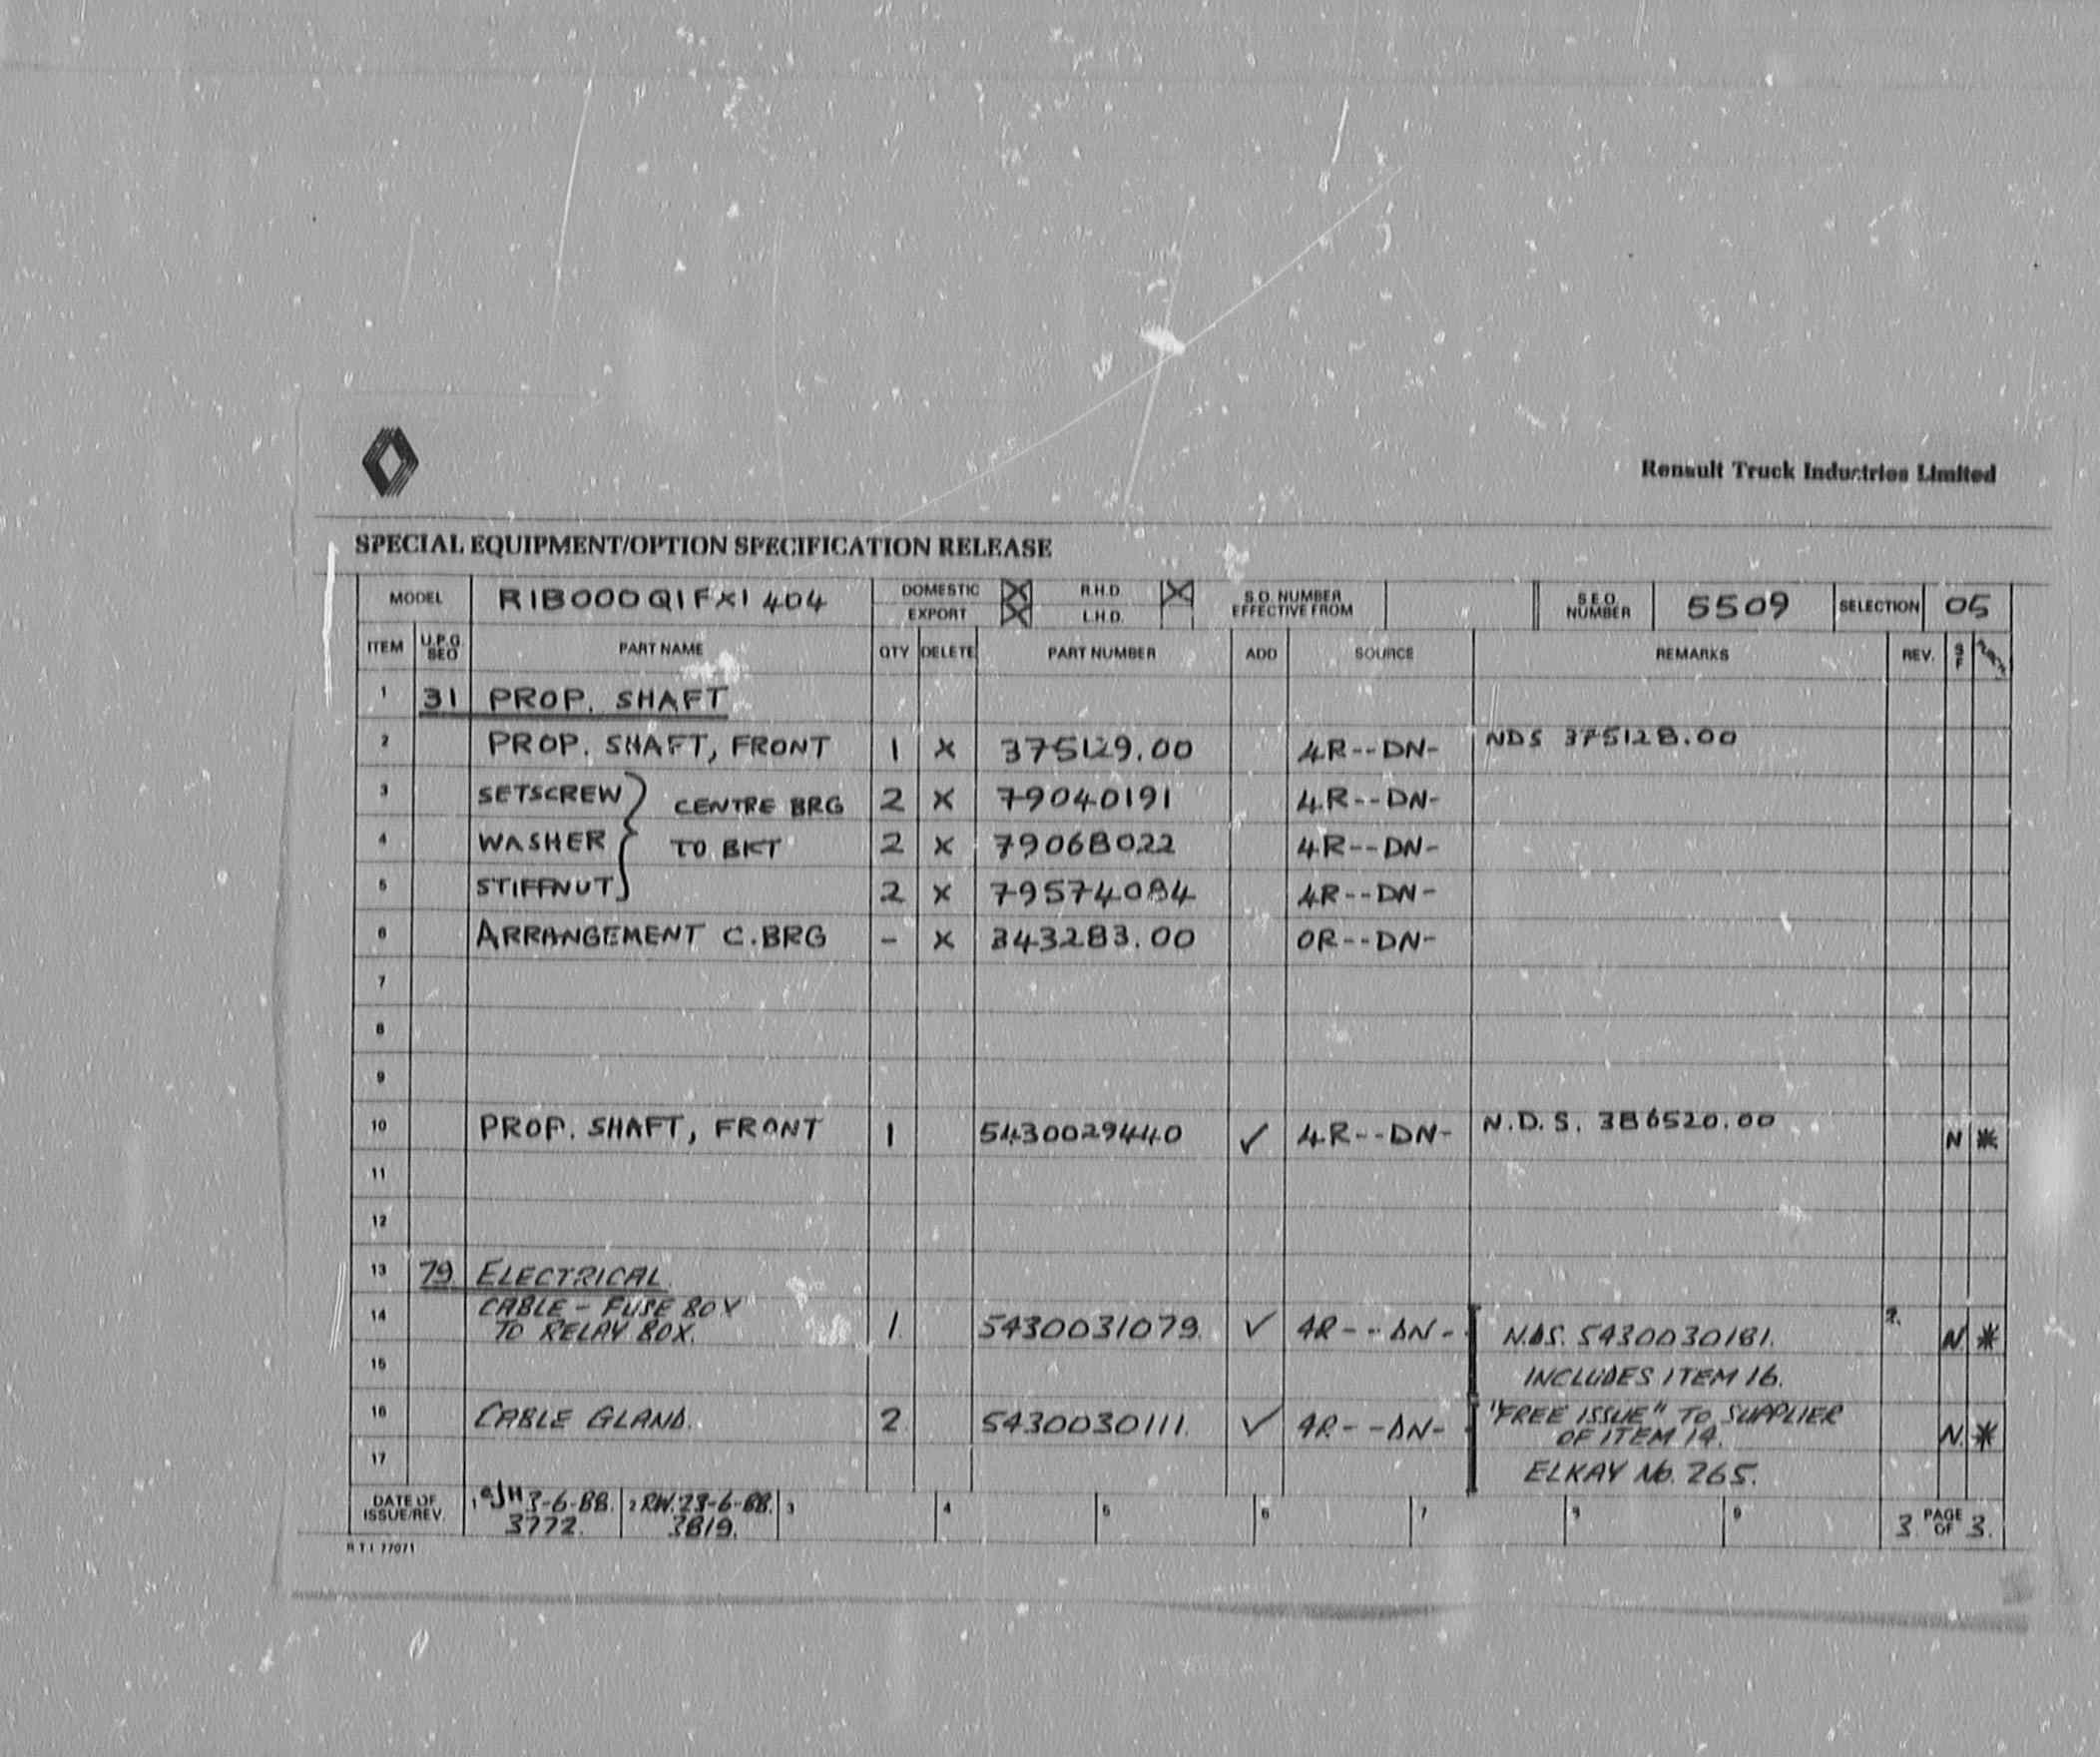 Renault Truck Industries Limited
SPECIAL EQUIPMENT/OPTION SPECIFICATION RELEASE
MODEL R1B000Q1FX1 404 DOMESTIC X R.H.D. X S.O. NUMBER EFFECTIVE FROM S.E.O. NUMBER 5509 SELECTION 05
EXPORT X L.H.D.
ITEM U.P.G. SEO PART NAME QTY DELETE PART NUMBER ADD SOURCE REMARKS REV. S F
1 31 PROP. SHAFT
2 PROP. SHAFT, FRONT 1 X 375129.00 4R--DN- NDS 375128.00
3 SETSCREW } CENTRE BRG 2 X 79040191 4R--DN-
4 WASHER } TO BKT 2 X 79068022 4R--DN-
5 STIFFNUT } 2 X 79574084 4R--DN-
6 ARRANGEMENT C.BRG - X 343283.00 0R--DN-
7
8
9
10 PROP. SHAFT, FRONT 1 5430029440 ✓ 4R--DN- N.D.S. 386520.00 N *
11
12
13 79 ELECTRICAL.
14 CABLE - FUSE BOX
TO RELAY BOX. 1. 5430031079. ✓ 4R--DN- N.D.S. 5430030181. 2. N. *
15 INCLUDES ITEM 16.
16 CABLE GLAND. 2. 5430030111. ✓ 4R--DN- "FREE ISSUE" TO SUPPLIER
OF ITEM 14. N. *
17 ELKAY No. 265.
DATE OF ISSUE/REV. 1 3-6-88. 3772. 2 RW. 23-6-88. 3819. 3 4 5 6 7 8 9 3 PAGE OF 3.
R T I 77071